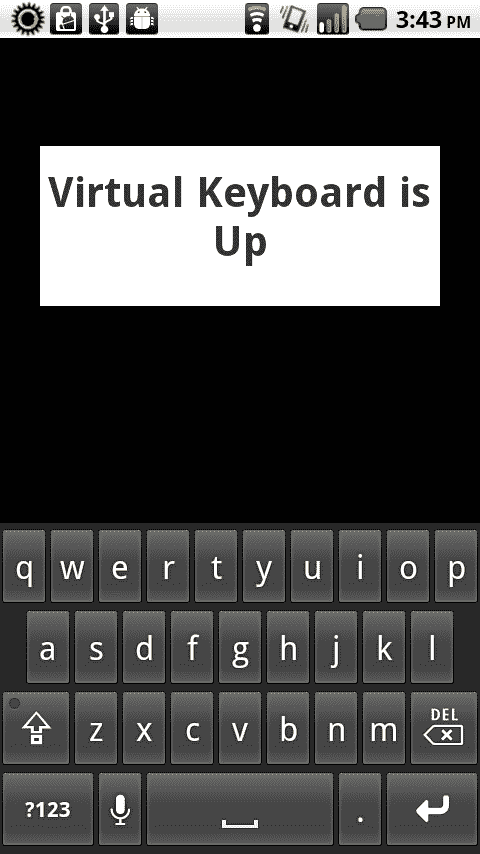 3:43 PM
Virtual Keyboard is
Up
q w e r t y u i o p
a s d f g h j k l
z x c v b n m DEL
?123 .